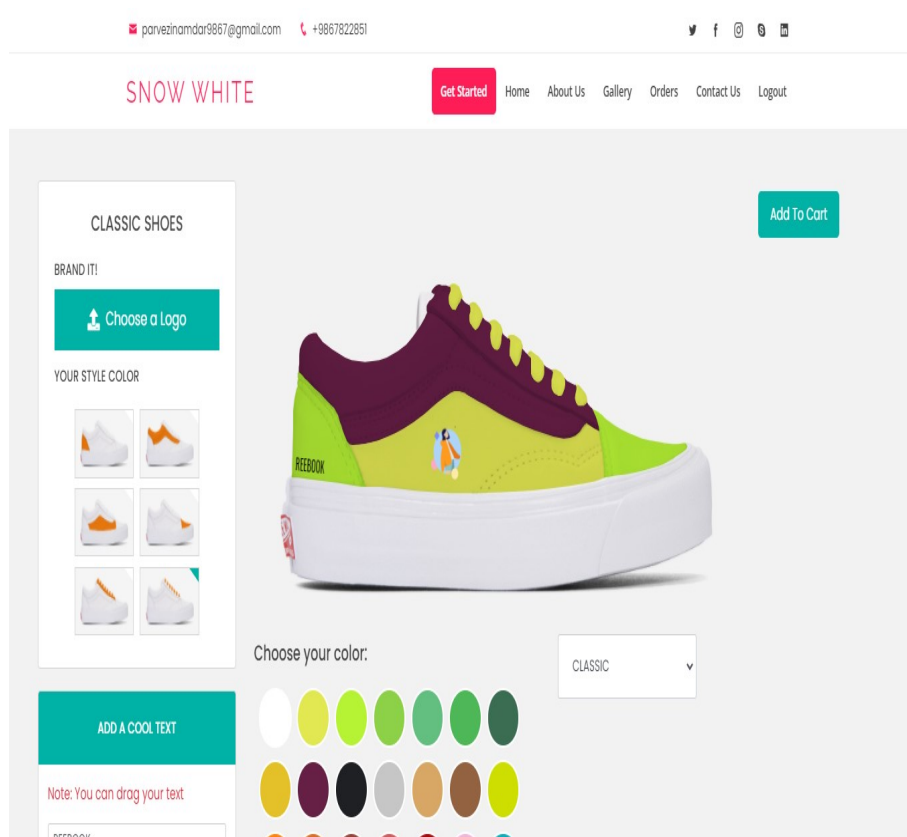 parvezinamdar9867@gmail.com +9867822851
SNOW WHITE
Get Started Home About Us Gallery Orders Contact Us Logout
CLASSIC SHOES
BRAND IT!
Choose a Logo
YOUR STYLE COLOR
Add To Cart
REEBOOK
Choose your color:
CLASSIC
ADD A COOL TEXT
Note: You can drag your text
REEBOOK